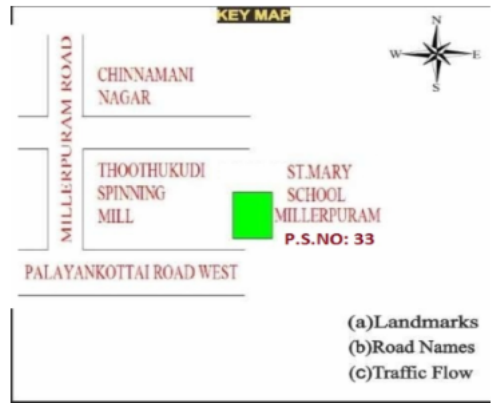 KEY MAP
N
W
E
S
MILLERPURAM ROAD
CHINNAMANI
NAGAR
THOOTHUKUDI
SPINNING
MILL
ST.MARY
SCHOOL
MILLERPURAM
P.S.NO: 33
PALAYANKOTTAI ROAD WEST
(a)Landmarks
(b)Road Names
(c)Traffic Flow